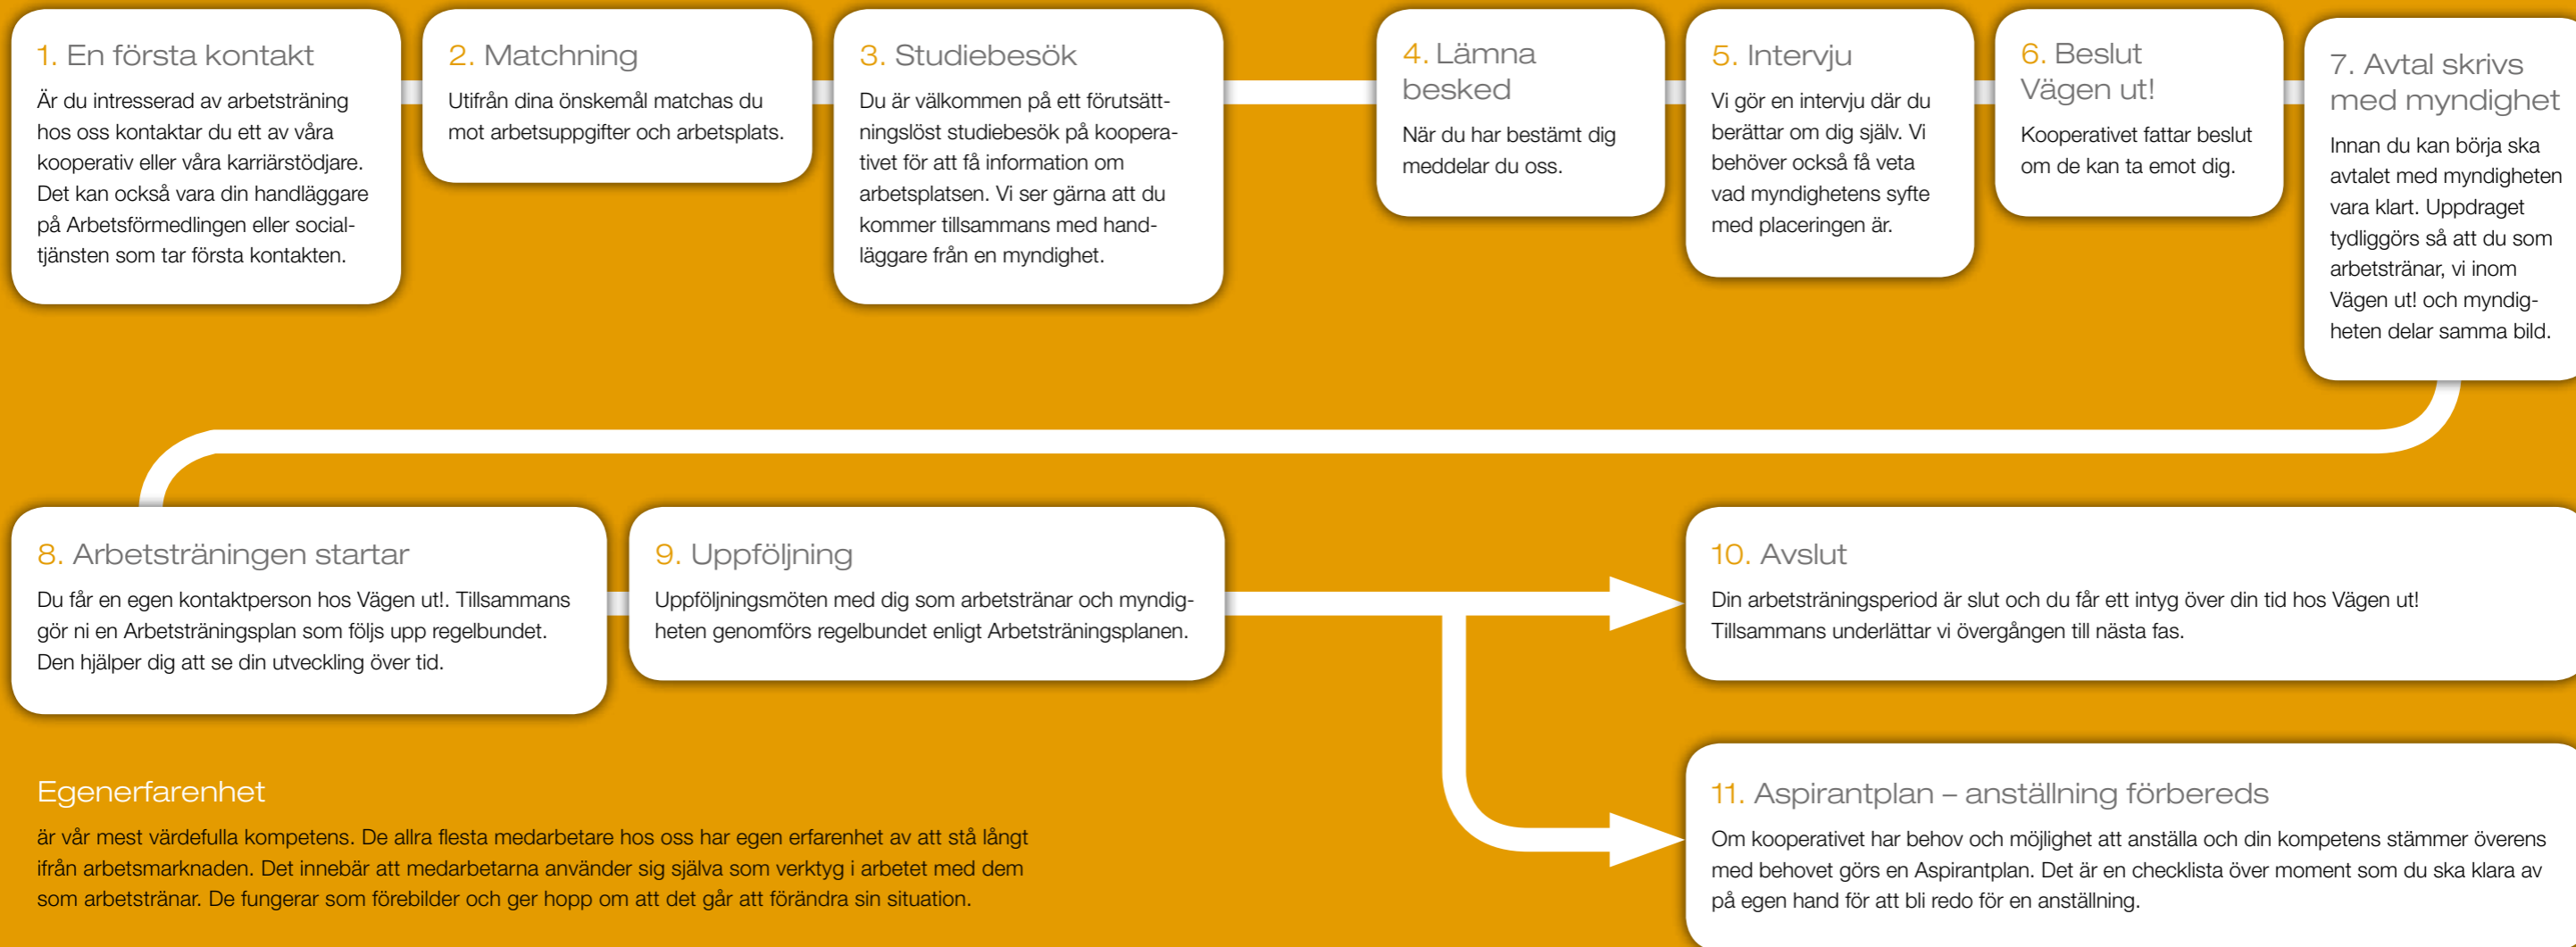 1. En första kontakt
Är du intresserad av arbetsträning
hos oss kontaktar du ett av våra
kooperativ eller våra karriärstödjare.
Det kan också vara din handläggare
på Arbetsförmedlingen eller social-
tjänsten som tar första kontakten.
2. Matchning
Utifrån dina önskemål matchas du
mot arbetsuppgifter och arbetsplats.
3. Studiebesök
Du är välkommen på ett förutsätt-
ningslöst studiebesök på koopera-
tivet för att få information om
arbetsplatsen. Vi ser gärna att du
kommer tillsammans med hand-
läggare från en myndighet.
4. Lämna
besked
När du har bestämt dig
meddelar du oss.
5. Intervju
Vi gör en intervju där du
berättar om dig själv. Vi
behöver också få veta
vad myndighetens syfte
med placeringen är.
6. Beslut
Vägen ut!
Kooperativet fattar beslut
om de kan ta emot dig.
7. Avtal skrivs
med myndighet
Innan du kan börja ska
avtalet med myndigheten
vara klart. Uppdraget
tydliggörs så att du som
arbetstränar, vi inom
Vägen ut! och myndig-
heten delar samma bild.
8. Arbetsträningen startar
Du får en egen kontaktperson hos Vägen ut!. Tillsammans
gör ni en Arbetsträningsplan som följs upp regelbundet.
Den hjälper dig att se din utveckling över tid.
9. Uppföljning
Uppföljningsmöten med dig som arbetstränar och myndig-
heten genomförs regelbundet enligt Arbetsträningsplanen.
10. Avslut
Din arbetsträningsperiod är slut och du får ett intyg över din tid hos Vägen ut!
Tillsammans underlättar vi övergången till nästa fas.
11. Aspirantplan – anställning förbereds
Om kooperativet har behov och möjlighet att anställa och din kompetens stämmer överens
med behovet görs en Aspirantplan. Det är en checklista över moment som du ska klara av
på egen hand för att bli redo för en anställning.
Egenerfarenhet
är vår mest värdefulla kompetens. De allra flesta medarbetare hos oss har egen erfarenhet av att stå långt
ifrån arbetsmarknaden. Det innebär att medarbetarna använder sig själva som verktyg i arbetet med dem
som arbetstränar. De fungerar som förebilder och ger hopp om att det går att förändra sin situation.